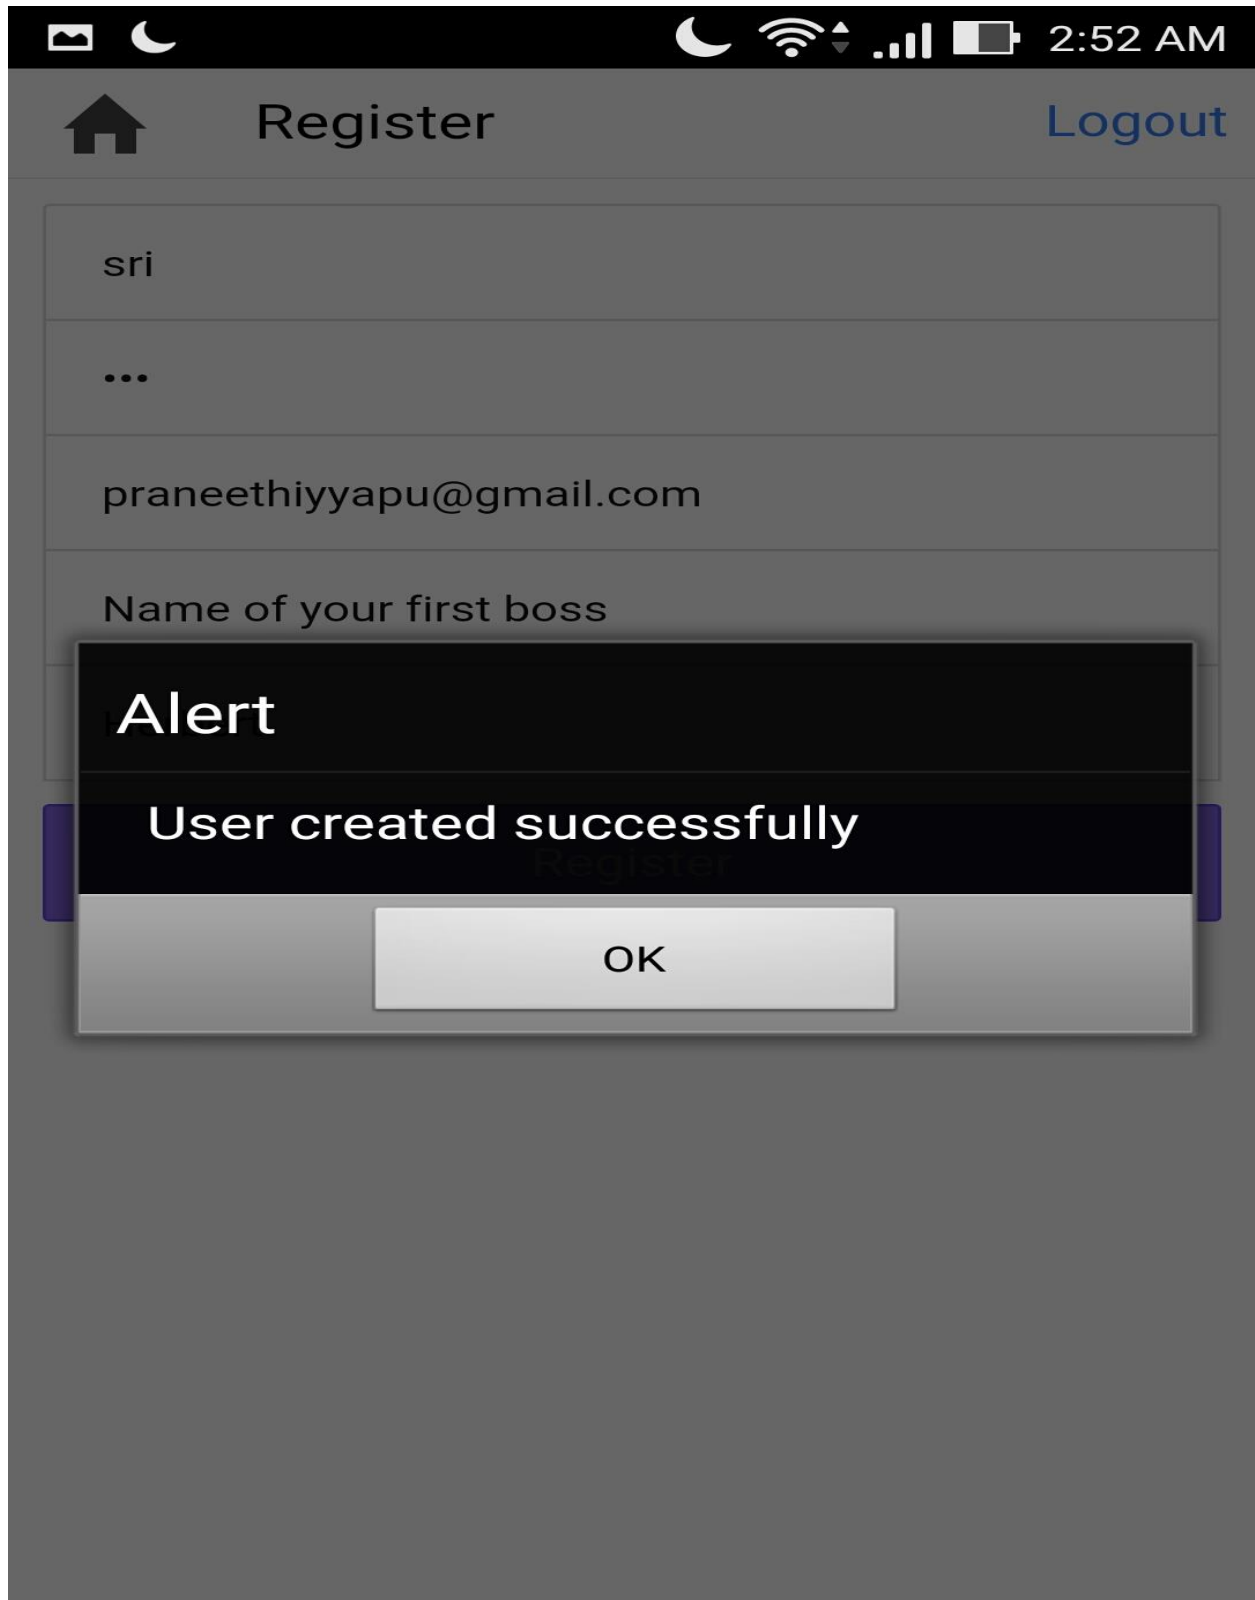 2:52 AM
Register
Logout
sri
•••
praneethiyyapu@gmail.com
Name of your first boss
Alert
User created successfully
Register
OK